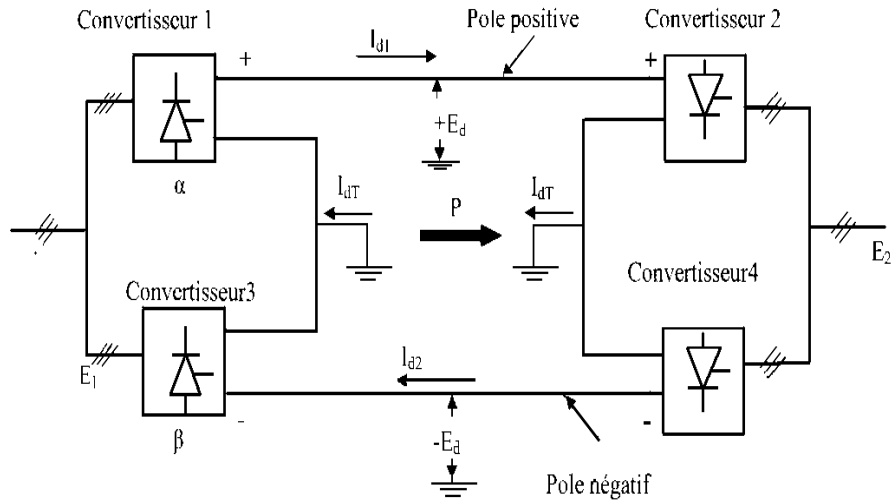 Convertisseur 1
Pole positive
Convertisseur 2
I_d1
+
+
+E_d
α
I_dT
P
I_dT
E_2
Convertisseur3
Convertisseur4
E_1
I_d2
-
-
β
-E_d
Pole négatif